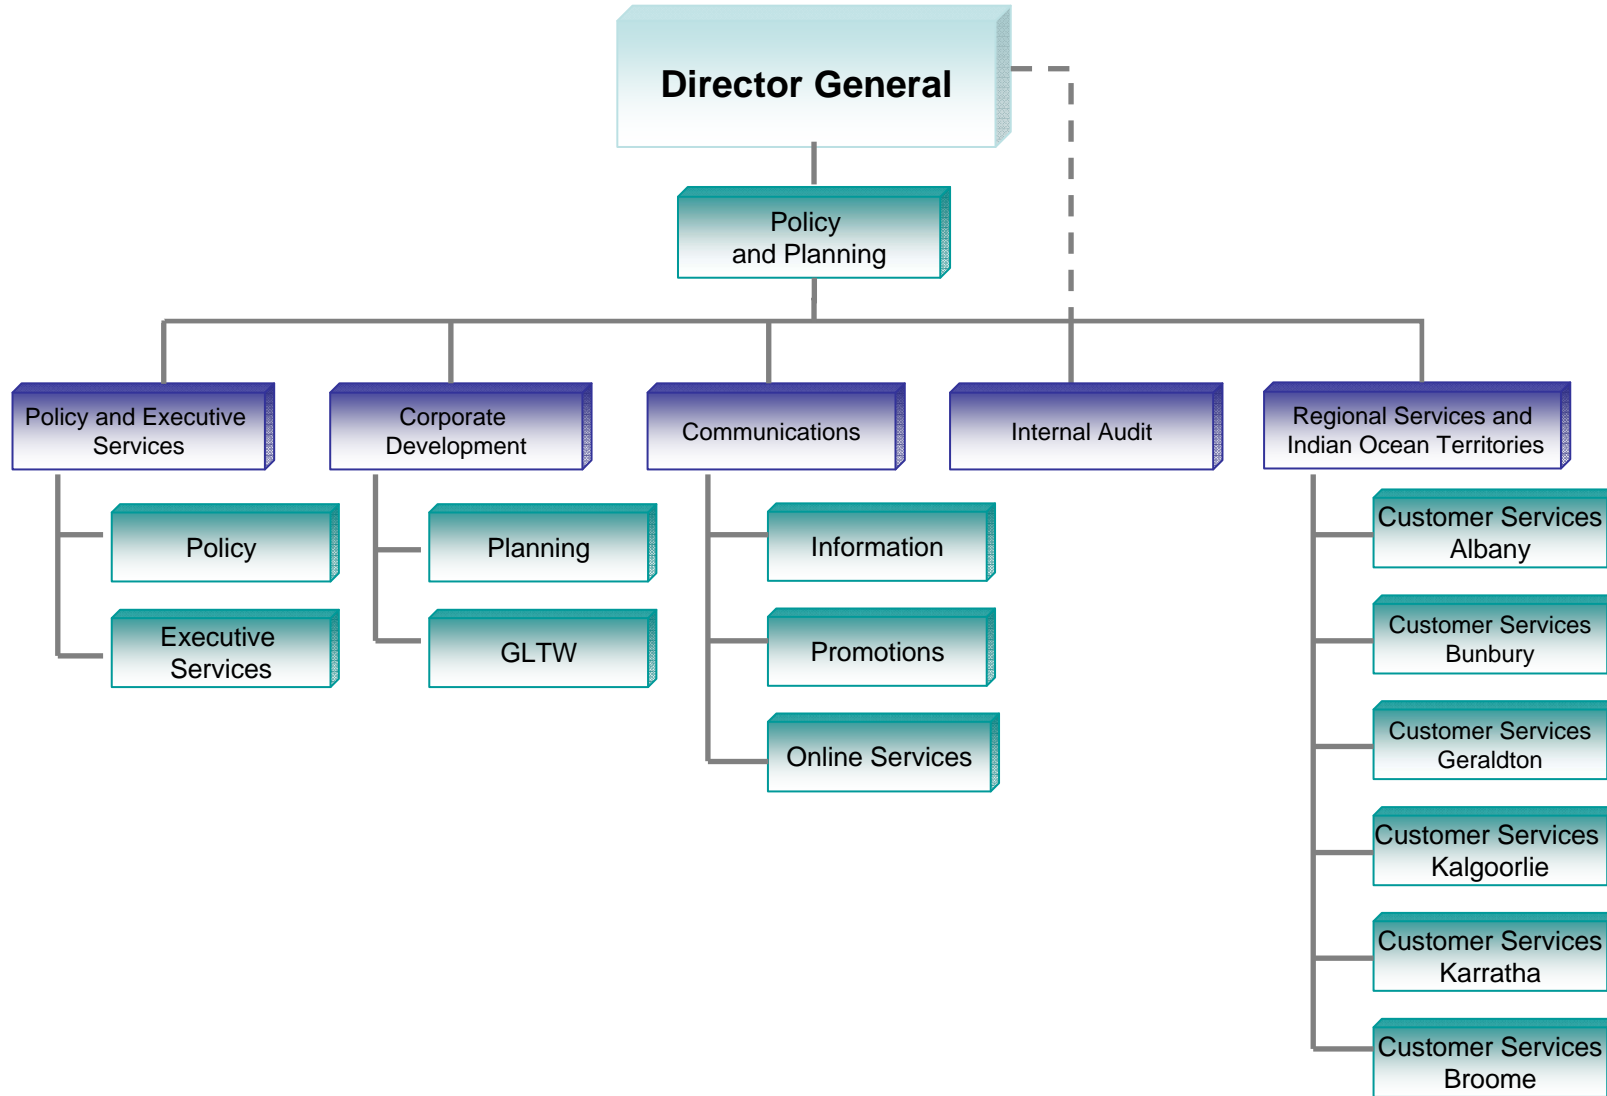 Director General
Policy
and Planning
Policy and Executive
Services
Corporate
Development
Communications
Internal Audit
Regional Services and
Indian Ocean Territories
Policy
Executive
Services
Planning
GLTW
Information
Promotions
Online Services
Customer Services
Albany
Customer Services
Bunbury
Customer Services
Geraldton
Customer Services
Kalgoorlie
Customer Services
Karratha
Customer Services
Broome